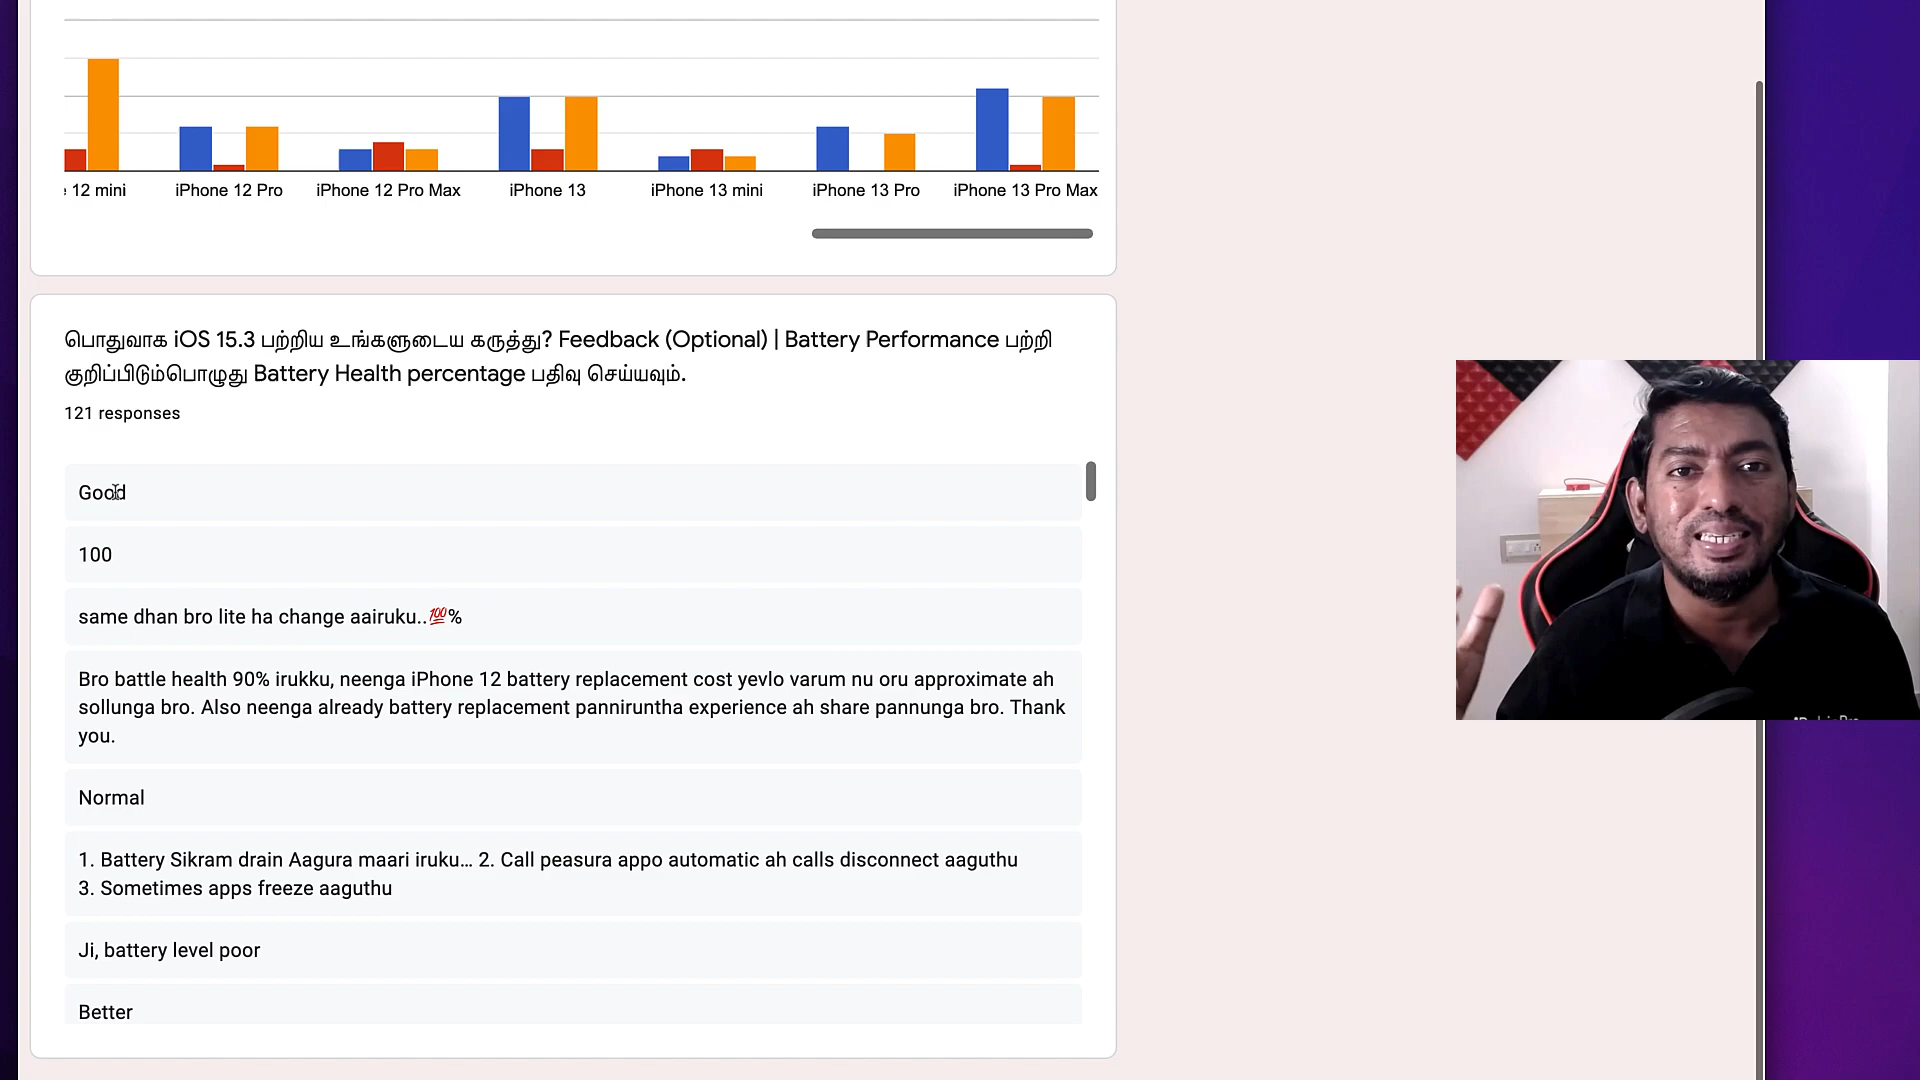 12 mini
iPhone 12 Pro
iPhone 12 Pro Max
iPhone 13
iPhone 13 mini
iPhone 13 Pro
iPhone 13 Pro Max
பொதுவாக iOS 15.3 பற்றிய உங்களுடைய கருத்து? Feedback (Optional) | Battery Performance பற்றி
குறிப்பிடும்பொழுது Battery Health percentage பதிவு செய்யவும்.
121 responses
Good
100
same dhan bro lite ha change aairuku..💯%
Bro battle health 90% irukku, neenga iPhone 12 battery replacement cost yevlo varum nu oru approximate ah
sollunga bro. Also neenga already battery replacement panniruntha experience ah share pannunga bro. Thank
you.
Normal
1. Battery Sikram drain Aagura maari iruku... 2. Call peasura appo automatic ah calls disconnect aaguthu
3. Sometimes apps freeze aaguthu
Ji, battery level poor
Better